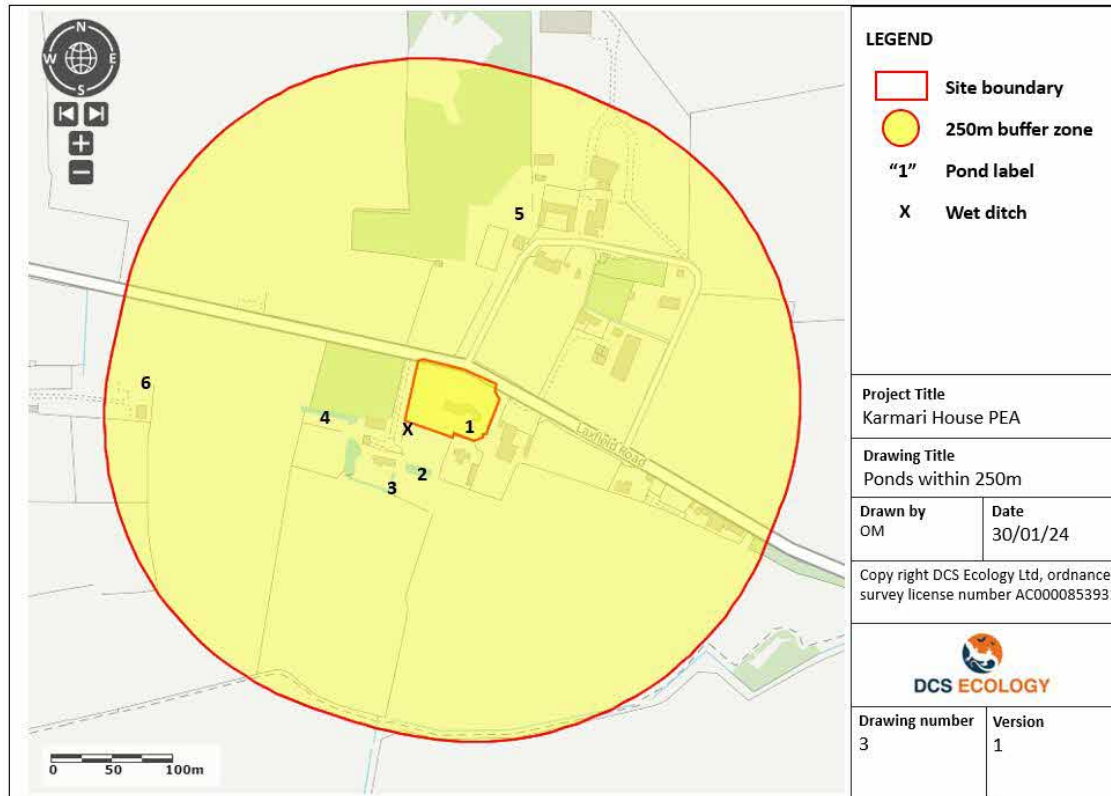 N
W E
S
5
6
4
X
1
2
3
Laxfield Road
0 50 100m
LEGEND
Site boundary
250m buffer zone
"1" Pond label
X Wet ditch
Project Title
Karmari House PEA
Drawing Title
Ponds within 250m
Drawn by
OM
Date
30/01/24
Copy right DCS Ecology Ltd, ordnance
survey license number AC000085393
DCS ECOLOGY
Drawing number
3
Version
1